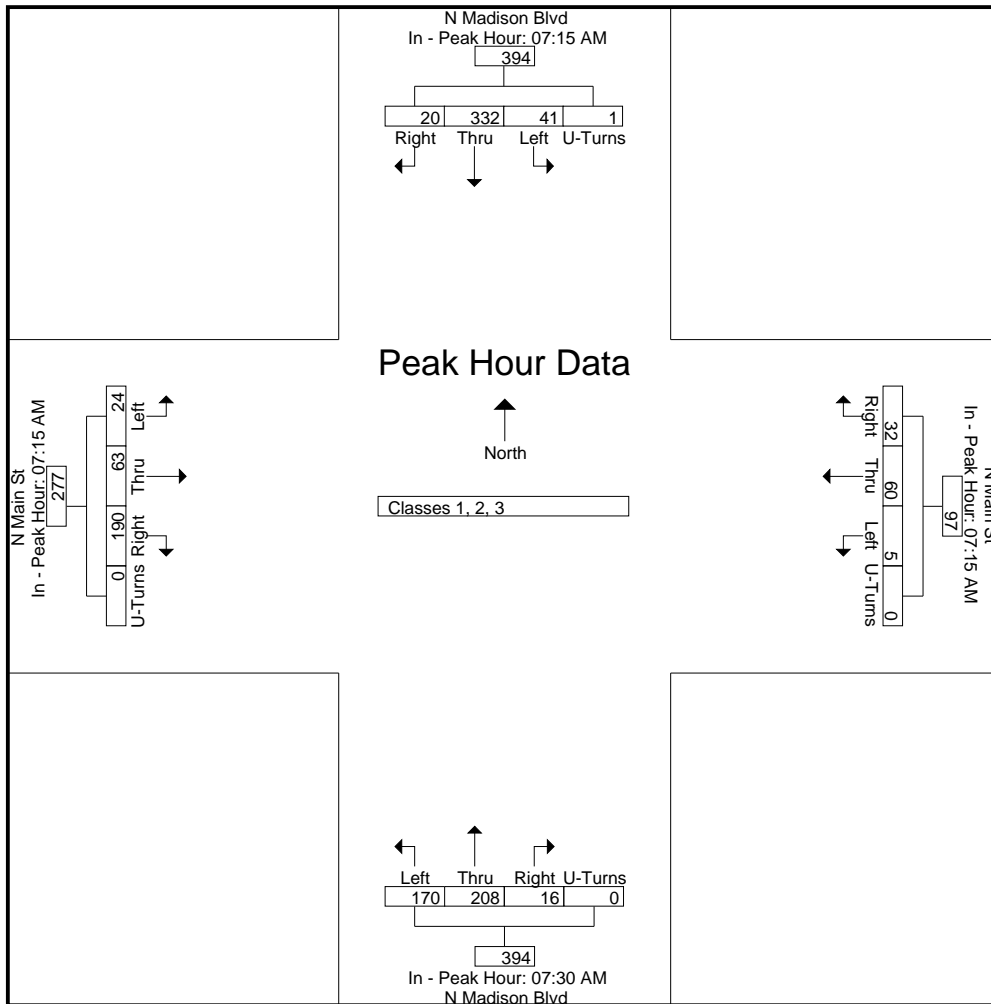 N Madison Blvd
In - Peak Hour: 07:15 AM
394
20 332 41 1
Right Thru Left U-Turns
Peak Hour Data
North
Classes 1, 2, 3
N Main St
In - Peak Hour: 07:15 AM
277
24 63 190 0
Left Thru Right U-Turns
N Main St
In - Peak Hour: 07:15 AM
97
32 60 5 0
Right Thru Left U-Turns
Left Thru Right U-Turns
170 208 16 0
394
In - Peak Hour: 07:30 AM
N Madison Blvd